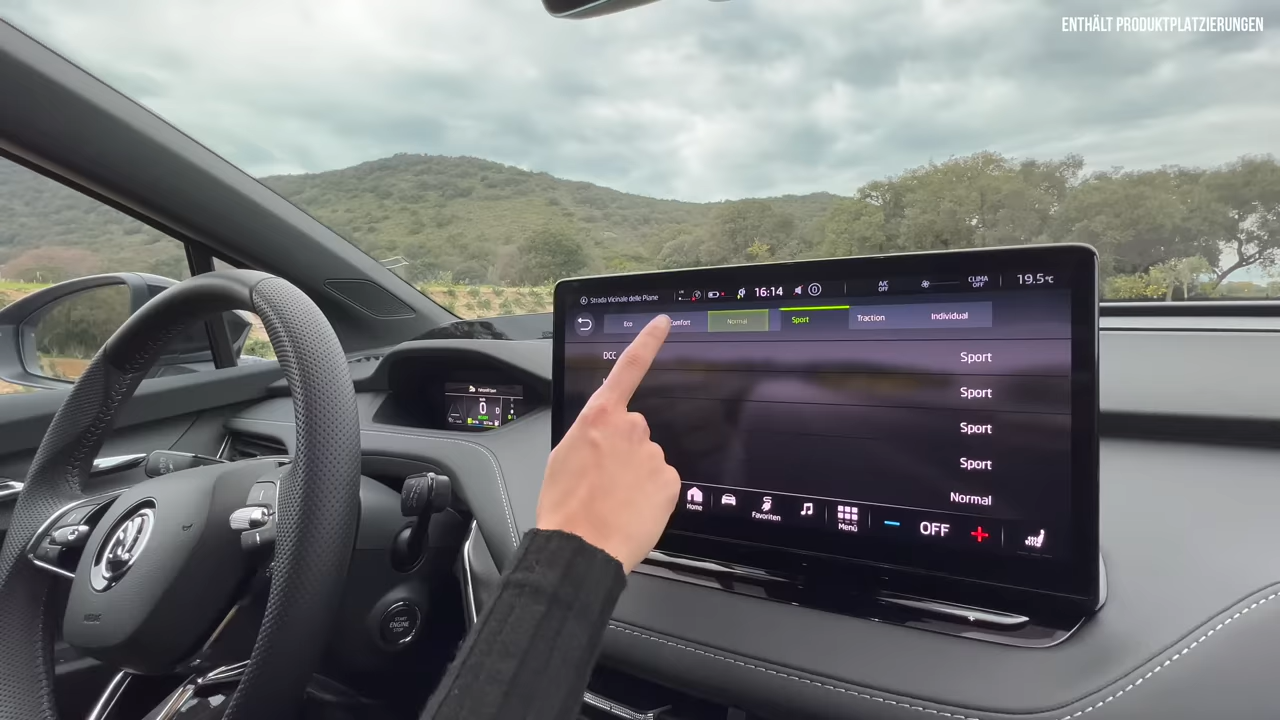 ENTHÄLT PRODUKTPLATZIERUNGEN
Strada Vicinale delle Piane
16:14
A/C OFF
CLIMA OFF
19.5°C
Eco
Comfort
Normal
Sport
Traction
Individual
DCC
Sport
Sport
Sport
Sport
Normal
Home
Favoriten
Menü
OFF
0
START
ENGINE
STOP